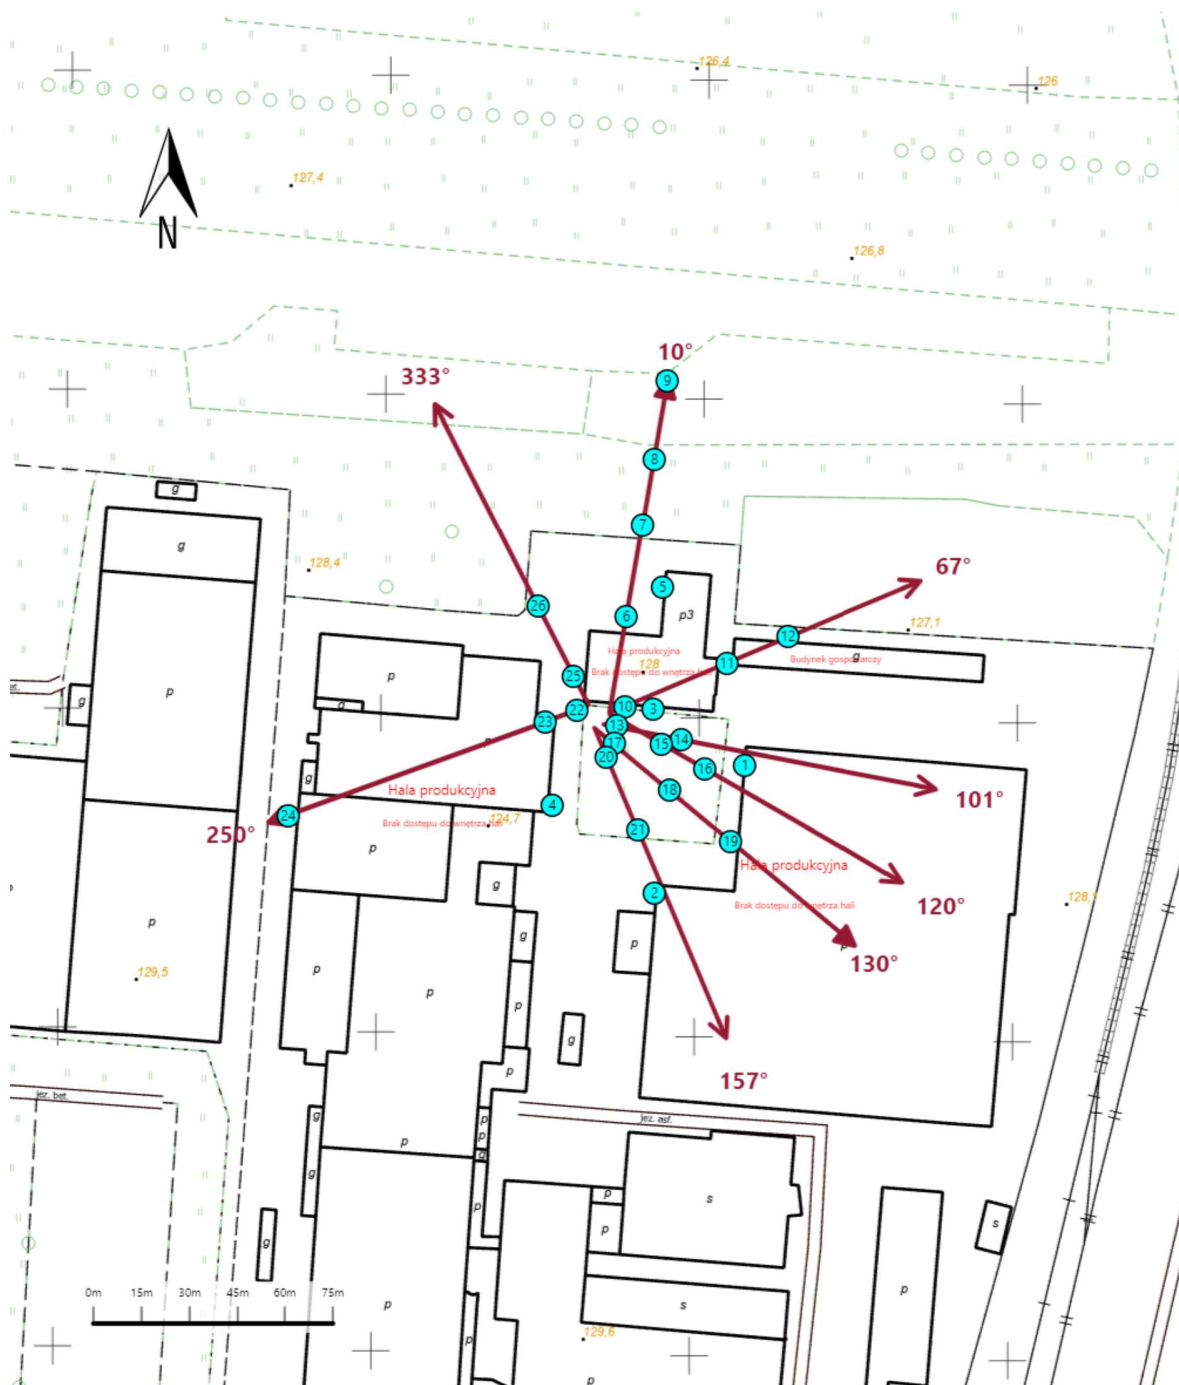 126,4
126
127,4
N
126,8
10°
333°
9
8
g
7
g
128,4
67°
5
26
6
p3
127,1
12
Hala produkcyjna
11
g
Budynek gospodarczy
128
Brak dostępu do wnętrza hali
p
25
p
g
g
22
10
3
23
13
p
17
15
14
20
1
16
g
Hala produkcyjna
18
101°
24
4
250°
Brak dostępu do wnętrza hali
124,7
21
19
p
Hala produkcyjna
g
2
120°
Brak dostępu do wnętrza hali
128,1
p
g
p
p
130°
p
129,5
p
p
g
p
157°
jez. bet.
jez. asf.
g
p
p
p
g
g
p
s
p
p
s
g
0m 15m 30m 45m 60m 75m
p
s
p
129,6
p
p